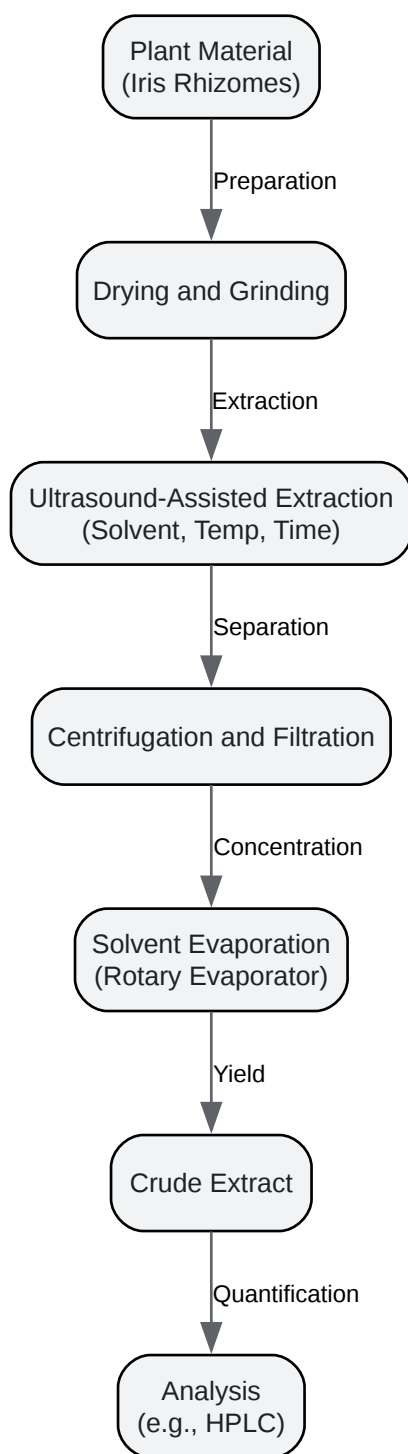 Plant Material
(Iris Rhizomes)
Preparation
Drying and Grinding
Extraction
Ultrasound-Assisted Extraction
(Solvent, Temp, Time)
Separation
Centrifugation and Filtration
Concentration
Solvent Evaporation
(Rotary Evaporator)
Yield
Crude Extract
Quantification
Analysis
(e.g., HPLC)